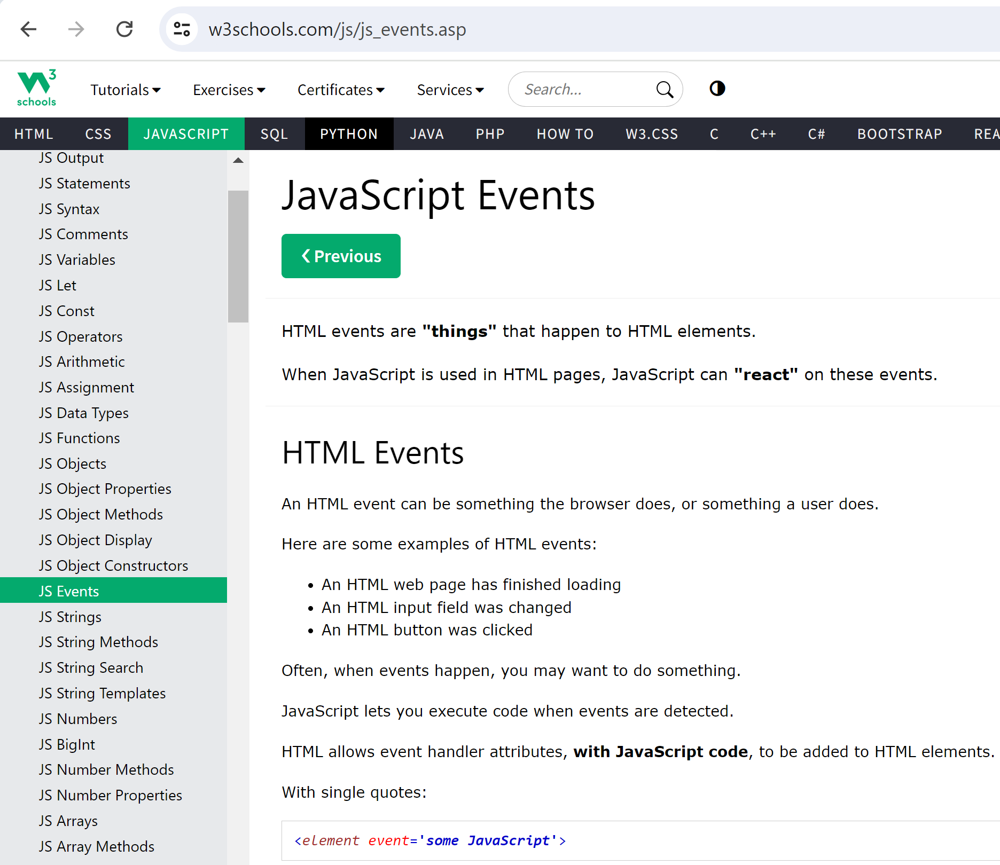 w3schools.com/js/js_events.asp
W3 schools
Tutorials Exercises Certificates Services Search...
HTML CSS JAVASCRIPT SQL PYTHON JAVA PHP HOW TO W3.CSS C C++ C# BOOTSTRAP REA
JS Output
JS Statements
JS Syntax
JS Comments
JS Variables
JS Let
JS Const
JS Operators
JS Arithmetic
JS Assignment
JS Data Types
JS Functions
JS Objects
JS Object Properties
JS Object Methods
JS Object Display
JS Object Constructors
JS Events
JS Strings
JS String Methods
JS String Search
JS String Templates
JS Numbers
JS BigInt
JS Number Methods
JS Number Properties
JS Arrays
JS Array Methods
JavaScript Events
❮ Previous
HTML events are "things" that happen to HTML elements.
When JavaScript is used in HTML pages, JavaScript can "react" on these events.
HTML Events
An HTML event can be something the browser does, or something a user does.
Here are some examples of HTML events:
• An HTML web page has finished loading
• An HTML input field was changed
• An HTML button was clicked
Often, when events happen, you may want to do something.
JavaScript lets you execute code when events are detected.
HTML allows event handler attributes, with JavaScript code, to be added to HTML elements.
With single quotes:
<element event='some JavaScript'>